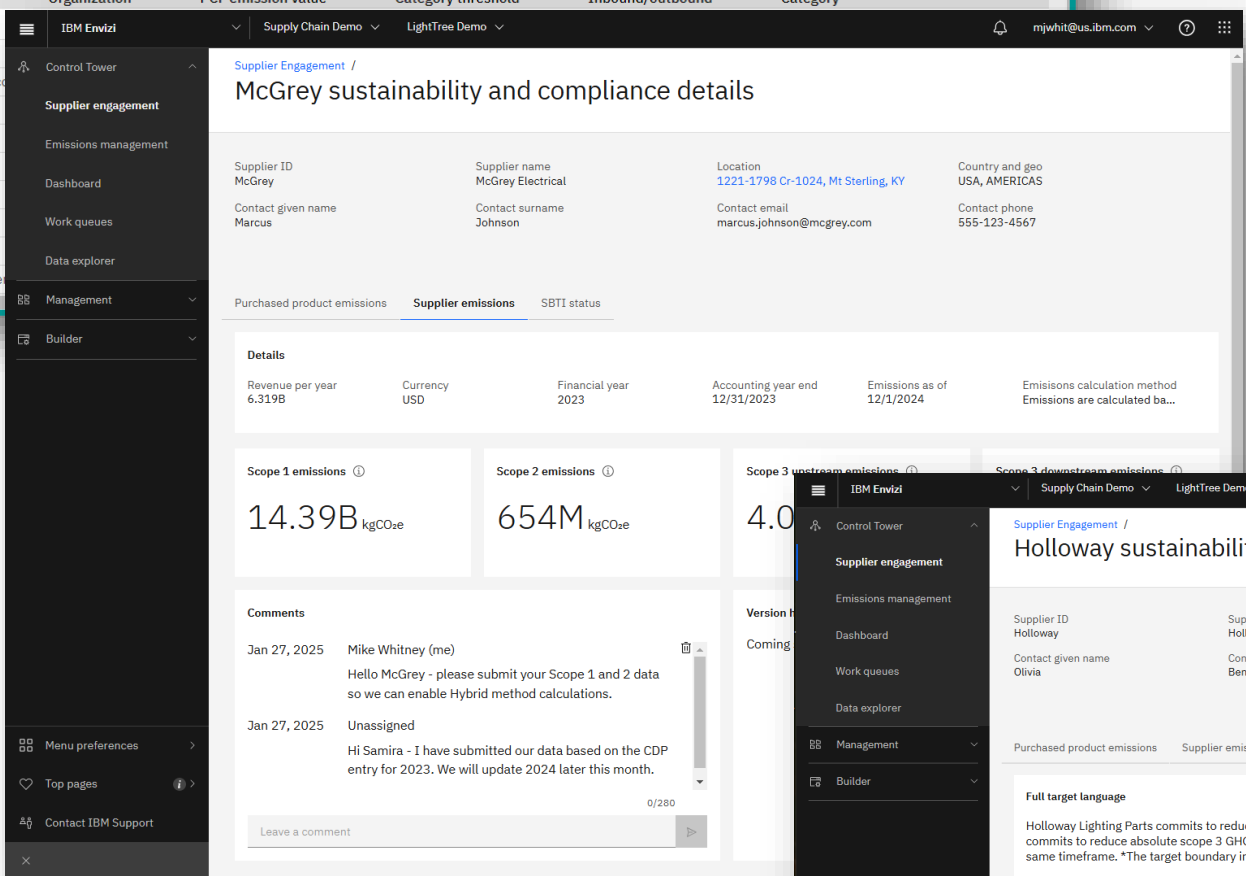 Organization Per emission value Category threshold Inbound/outbound Category
IBM Envizi Supply Chain Demo LightTree Demo mjwhit@us.ibm.com
Control Tower
Supplier engagement
Emissions management
Dashboard
Work queues
Data explorer
Management
Builder
Menu preferences
Top pages
Contact IBM Support
Supplier Engagement /
McGrey sustainability and compliance details
Supplier ID Supplier name Location Country and geo
McGrey McGrey Electrical 1221-1798 Cr-1024, Mt Sterling, KY USA, AMERICAS
Contact given name Contact surname Contact email Contact phone
Marcus Johnson marcus.johnson@mcgrey.com 555-123-4567
Purchased product emissions Supplier emissions SBTI status
Details
Revenue per year Currency Financial year Accounting year end Emissions as of Emisisons calculation method
6.319B USD 2023 12/31/2023 12/1/2024 Emissions are calculated ba...
Scope 1 emissions Scope 2 emissions Scope 3 upstream emissions Scope 3 downstream emissions
14.39B kgCO₂e 654M kgCO₂e 4.0
Comments
Jan 27, 2025 Mike Whitney (me)
Hello McGrey - please submit your Scope 1 and 2 data
so we can enable Hybrid method calculations.
Jan 27, 2025 Unassigned
Hi Samira - I have submitted our data based on the CDP
entry for 2023. We will update 2024 later this month.
0/280
Leave a comment
Version
Coming
IBM Envizi Supply Chain Demo LightTree
Control Tower
Supplier engagement
Emissions management
Dashboard
Work queues
Data explorer
Management
Builder
Supplier Engagement /
Holloway
Supplier ID
Holloway
Contact given name
Olivia
Purchased product emissions Supplier
Full target language
Holloway Lighting Parts commits to
commits to reduce absolute scope 3
same timeframe. *The target boundary